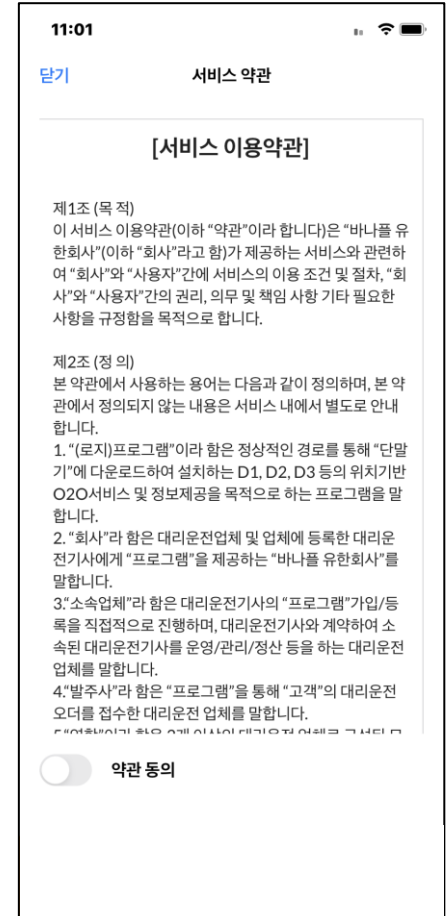 11:01
닫기
서비스 약관
[서비스 이용약관]
제1조 (목 적)
이 서비스 이용약관(이하 “약관”이라 합니다)은 “바나플 유
한회사”(이하 “회사”라고 함)가 제공하는 서비스와 관련하
여 “회사”와 “사용자”간에 서비스의 이용 조건 및 절차, “회
사”와 “사용자”간의 권리, 의무 및 책임 사항 기타 필요한
사항을 규정함을 목적으로 합니다.
제2조 (정 의)
본 약관에서 사용하는 용어는 다음과 같이 정의하며, 본 약
관에서 정의되지 않는 내용은 서비스 내에서 별도로 안내
합니다.
1. “(로지)프로그램”이라 함은 정상적인 경로를 통해 “단말
기”에 다운로드하여 설치하는 D1, D2, D3 등의 위치기반
O2O서비스 및 정보제공을 목적으로 하는 프로그램을 말
합니다.
2. “회사”라 함은 대리운전업체 및 업체에 등록한 대리운
전기사에게 “프로그램”을 제공하는 “바나플 유한회사”를
말합니다.
3.“소속업체”라 함은 대리운전기사의 “프로그램”가입/등
록을 직접적으로 진행하며, 대리운전기사와 계약하여 소
속된 대리운전기사를 운영/관리/정산 등을 하는 대리운전
업체를 말합니다.
4.“발주사”라 함은 “프로그램”을 통해 “고객”의 대리운전
오더를 접수한 대리운전 업체를 말합니다.
약관 동의